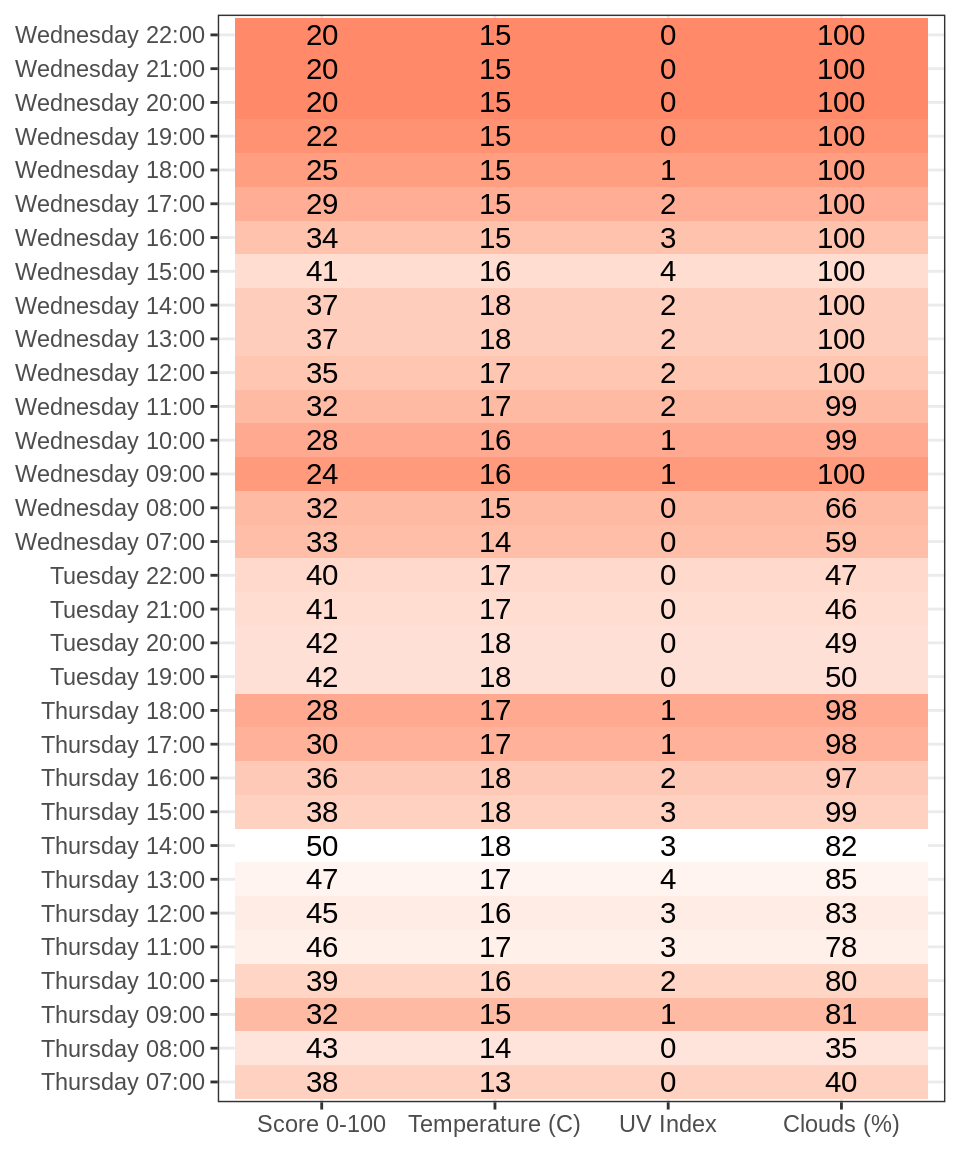 Wednesday 22:00 20 15 0 100
Wednesday 21:00 20 15 0 100
Wednesday 20:00 20 15 0 100
Wednesday 19:00 22 15 0 100
Wednesday 18:00 25 15 1 100
Wednesday 17:00 29 15 2 100
Wednesday 16:00 34 15 3 100
Wednesday 15:00 41 16 4 100
Wednesday 14:00 37 18 2 100
Wednesday 13:00 37 18 2 100
Wednesday 12:00 35 17 2 100
Wednesday 11:00 32 17 2 99
Wednesday 10:00 28 16 1 99
Wednesday 09:00 24 16 1 100
Wednesday 08:00 32 15 0 66
Wednesday 07:00 33 14 0 59
Tuesday 22:00 40 17 0 47
Tuesday 21:00 41 17 0 46
Tuesday 20:00 42 18 0 49
Tuesday 19:00 42 18 0 50
Thursday 18:00 28 17 1 98
Thursday 17:00 30 17 1 98
Thursday 16:00 36 18 2 97
Thursday 15:00 38 18 3 99
Thursday 14:00 50 18 3 82
Thursday 13:00 47 17 4 85
Thursday 12:00 45 16 3 83
Thursday 11:00 46 17 3 78
Thursday 10:00 39 16 2 80
Thursday 09:00 32 15 1 81
Thursday 08:00 43 14 0 35
Thursday 07:00 38 13 0 40
Score 0-100 Temperature (C) UV Index Clouds (%)